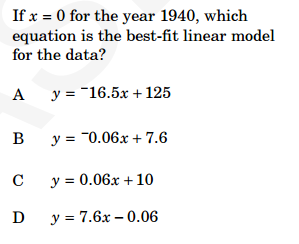 If x = 0 for the year 1940, which
equation is the best-fit linear model
for the data?
A y = ⁻16.5x + 125
B y = ⁻0.06x + 7.6
C y = 0.06x + 10
D y = 7.6x – 0.06